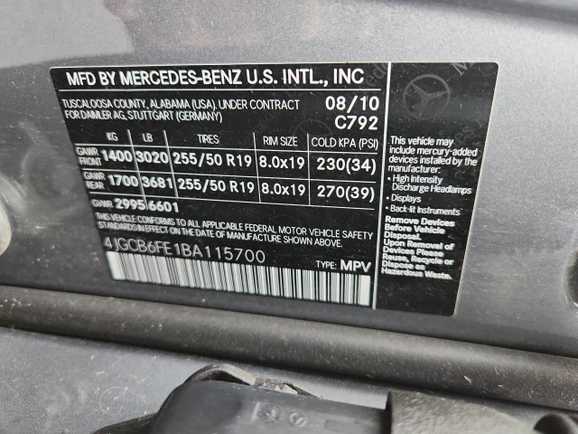 MFD BY MERCEDES-BENZ U.S. INTL., INC
TUSCALOOSA COUNTY, ALABAMA (USA), UNDER CONTRACT
FOR DAIMLER AG, STUTTGART (GERMANY)
08/10
C792
KG LB TIRES RIM SIZE COLD KPA (PSI)
GAWR FRONT 1400 3020 255/50 R19 8.0x19 230(34)
GAWR REAR 1700 3681 255/50 R19 8.0x19 270(39)
GVWR 2995 6601
THIS VEHICLE CONFORMS TO ALL APPLICABLE FEDERAL MOTOR VEHICLE SAFETY
STANDARDS IN EFFECT ON THE DATE OF MANUFACTURE SHOWN ABOVE.
4JGCB6FE1BA115700
TYPE: MPV
This vehicle may include
mercury-added
devices installed by the
manufacturer:
• High Intensity
Discharge Headlamps
• Displays
• Back-lit Instruments
Remove Devices
Before Vehicle Disposal.
Upon Removal of Devices
Please Reuse, Recycle or
Dispose as
Hazardous Waste.